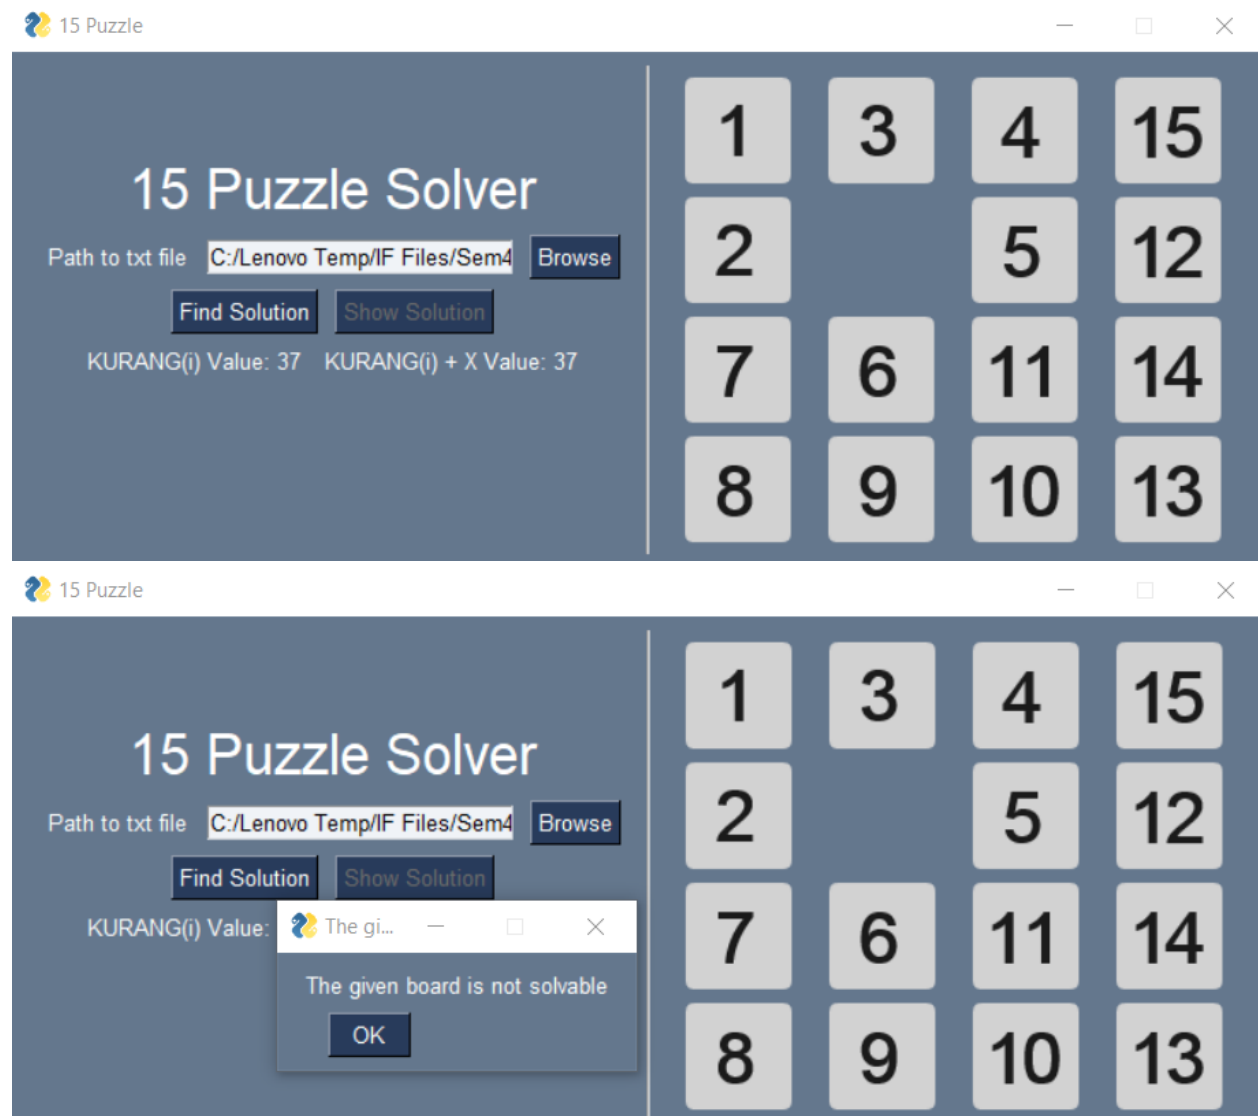 15 Puzzle
15 Puzzle Solver
Path to txt file C:/Lenovo Temp/IF Files/Sem4 Browse
Find Solution Show Solution
KURANG(i) Value: 37 KURANG(i) + X Value: 37
1 3 4 15
2 5 12
7 6 11 14
8 9 10 13
15 Puzzle
15 Puzzle Solver
Path to txt file C:/Lenovo Temp/IF Files/Sem4 Browse
Find Solution Show Solution
KURANG(i) Value:
The gi...
The given board is not solvable
OK
1 3 4 15
2 5 12
7 6 11 14
8 9 10 13